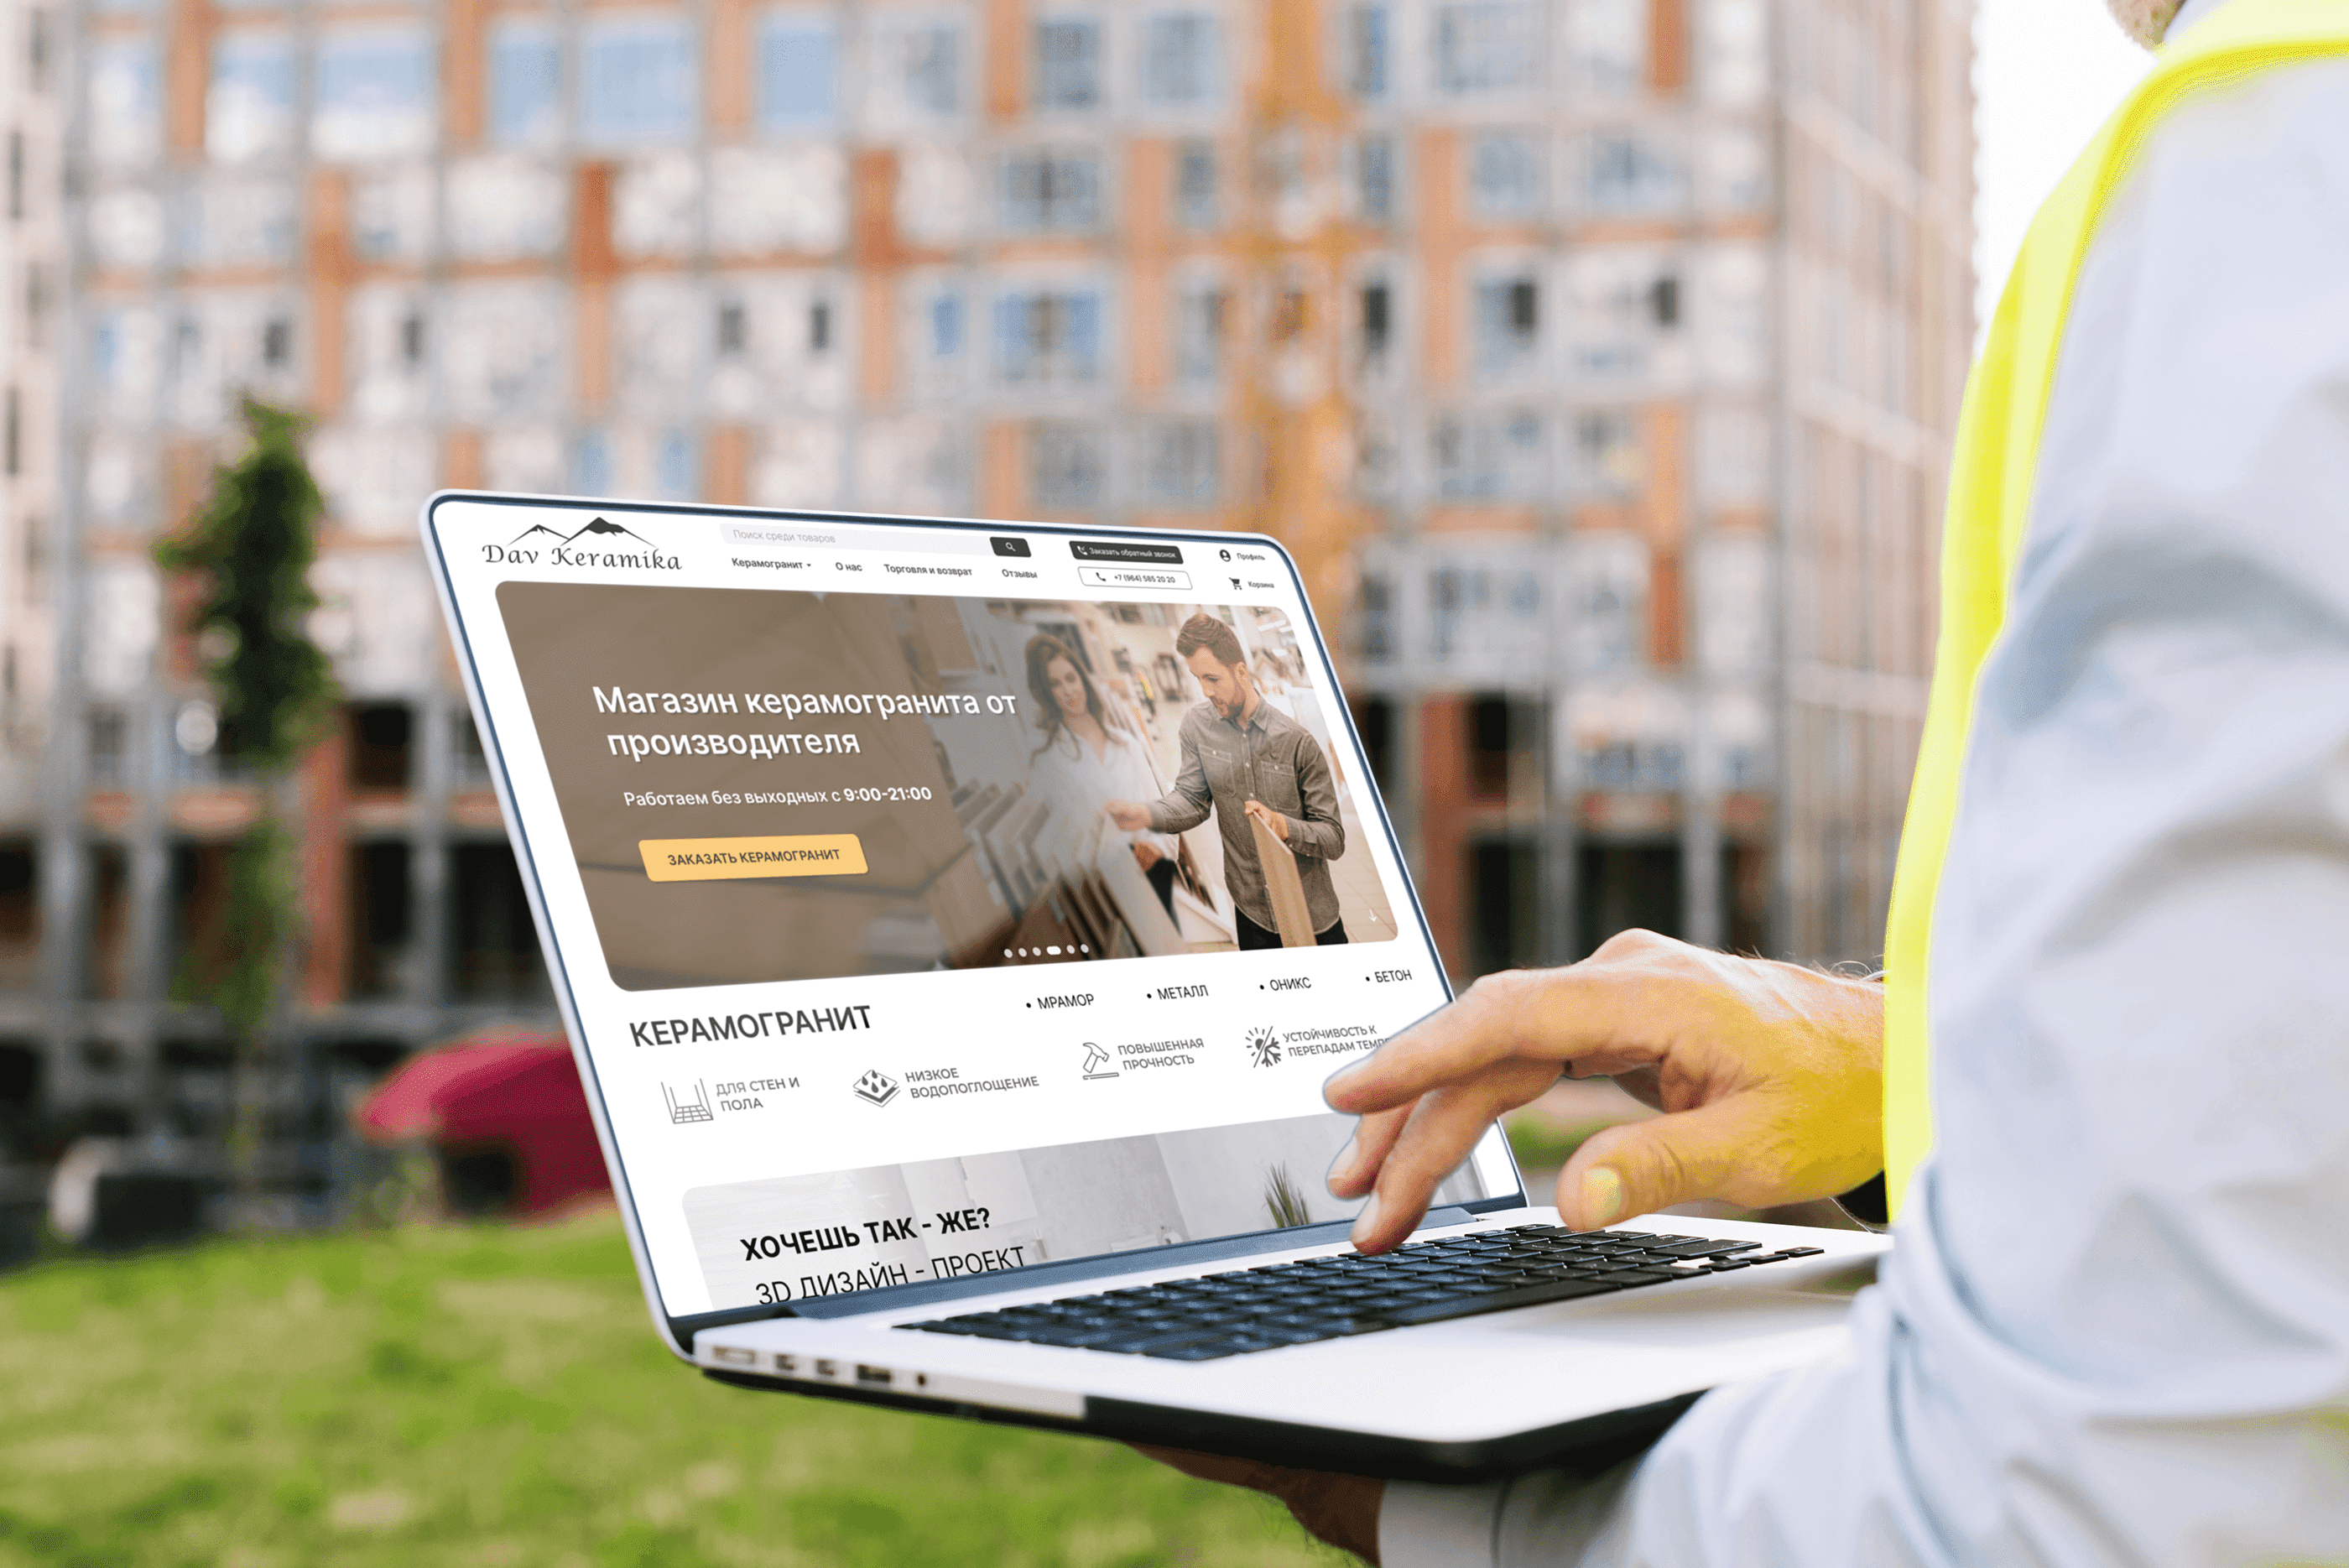 Dav Keramika
Поиск среди товаров
Заказать обратный звонок
Профиль
Керамогранит
О нас
Торговля и возврат
Отзывы
+7 (964) 585 20 20
Корзина
Магазин керамогранита от
производителя
Работаем без выходных с 9:00-21:00
ЗАКАЗАТЬ КЕРАМОГРАНИТ
КЕРАМОГРАНИТ
• МРАМОР
• МЕТАЛЛ
• ОНИКС
• БЕТОН
ДЛЯ СТЕН И
ПОЛА
НИЗКОЕ
ВОДОПОГЛОЩЕНИЕ
ПОВЫШЕННАЯ
ПРОЧНОСТЬ
УСТОЙЧИВОСТЬ К
ПЕРЕПАДАМ
ХОЧЕШЬ ТАК - ЖЕ?
3D ДИЗАЙН - ПРОЕКТ